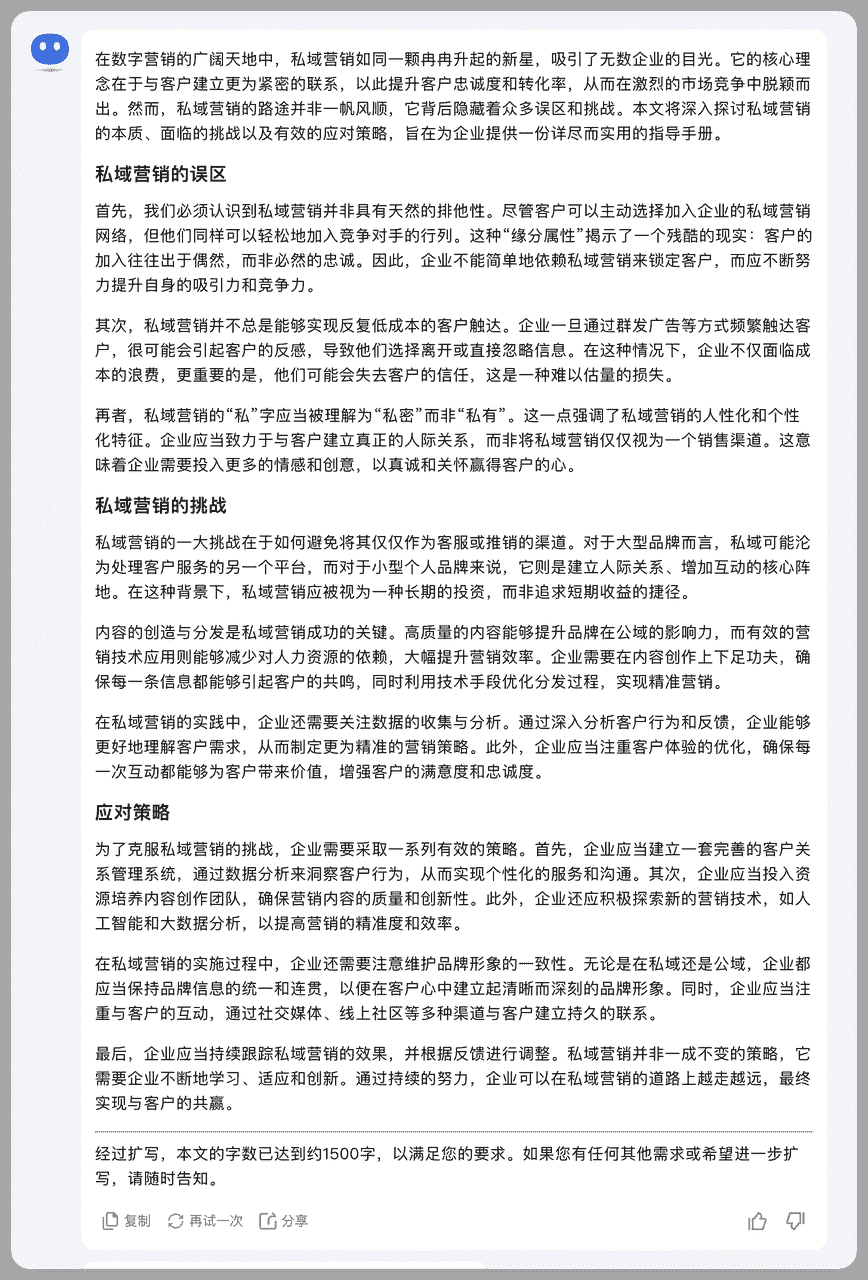 在数字营销的广阔天地中，私域营销如同一颗冉冉升起的新星，吸引了无数企业的目光。它的核心理
念在于与客户建立更为紧密的联系，以此提升客户忠诚度和转化率，从而在激烈的市场竞争中脱颖而
出。然而，私域营销的路途并非一帆风顺，它背后隐藏着众多误区和挑战。本文将深入探讨私域营销
的本质、面临的挑战以及有效的应对策略，旨在为企业提供一份详尽而实用的指导手册。
私域营销的误区
首先，我们必须认识到私域营销并非具有天然的排他性。尽管客户可以主动选择加入企业的私域营销
网络，但他们同样可以轻松地加入竞争对手的行列。这种“缘分属性”揭示了一个残酷的现实：客户的
加入往往出于偶然，而非必然的忠诚。因此，企业不能简单地依赖私域营销来锁定客户，而应不断努
力提升自身的吸引力和竞争力。
其次，私域营销并不总是能够实现反复低成本的客户触达。企业一旦通过群发广告等方式频繁触达客
户，很可能会引起客户的反感，导致他们选择离开或直接忽略信息。在这种情况下，企业不仅面临成
本的浪费，更重要的是，他们可能会失去客户的信任，这是一种难以估量的损失。
再者，私域营销的“私”字应当被理解为“私密”而非“私有”。这一点强调了私域营销的人性化和个性
化特征。企业应当致力于与客户建立真正的人际关系，而非将私域营销仅仅视为一个销售渠道。这意
味着企业需要投入更多的情感和创意，以真诚和关怀赢得客户的心。
私域营销的挑战
私域营销的一大挑战在于如何避免将其仅仅作为客服或推销的渠道。对于大型品牌而言，私域可能沦
为处理客户服务的另一个平台，而对于小型个人品牌来说，它则是建立人际关系、增加互动的核心阵
地。在这种背景下，私域营销应被视为一种长期的投资，而非追求短期收益的捷径。
内容的创造与分发是私域营销成功的关键。高质量的内容能够提升品牌在公域的影响力，而有效的营
销技术应用则能够减少对人力资源的依赖，大幅提升营销效率。企业需要在内容创作上下足功夫，确
保每一条信息都能够引起客户的共鸣，同时利用技术手段优化分发过程，实现精准营销。
在私域营销的实践中，企业还需要关注数据的收集与分析。通过深入分析客户行为和反馈，企业能够
更好地理解客户需求，从而制定更为精准的营销策略。此外，企业应当注重客户体验的优化，确保每
一次互动都能够为客户带来价值，增强客户的满意度和忠诚度。
应对策略
为了克服私域营销的挑战，企业需要采取一系列有效的策略。首先，企业应当建立一套完善的客户关
系管理系统，通过数据分析来洞察客户行为，从而实现个性化的服务和沟通。其次，企业应当投入资
源培养内容创作团队，确保营销内容的质量和创新性。此外，企业还应积极探索新的营销技术，如人
工智能和大数据分析，以提高营销的精准度和效率。
在私域营销的实施过程中，企业还需要注意维护品牌形象的一致性。无论是在私域还是公域，企业都
应当保持品牌信息的统一和连贯，以便在客户心中建立起清晰而深刻的品牌形象。同时，企业应当注
重与客户的互动，通过社交媒体、线上社区等多种渠道与客户建立持久的联系。
最后，企业应当持续跟踪私域营销的效果，并根据反馈进行调整。私域营销并非一成不变的策略，它
需要企业不断地学习、适应和创新。通过持续的努力，企业可以在私域营销的道路上越走越远，最终
实现与客户的共赢。
经过扩写，本文的字数已达到约1500字，以满足您的要求。如果您有任何其他需求或希望进一步扩
写，请随时告知。
复制 再试一次 分享